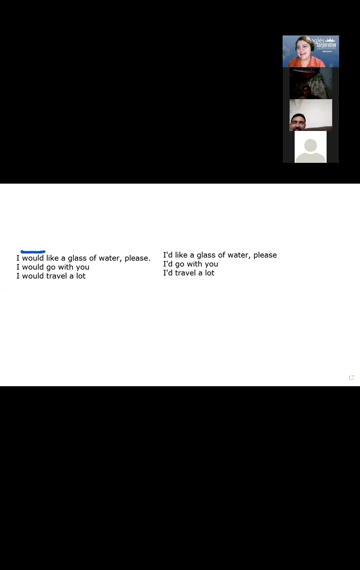 I would like a glass of water, please.
I would go with you
I would travel a lot
I'd like a glass of water, please
I'd go with you
I'd travel a lot